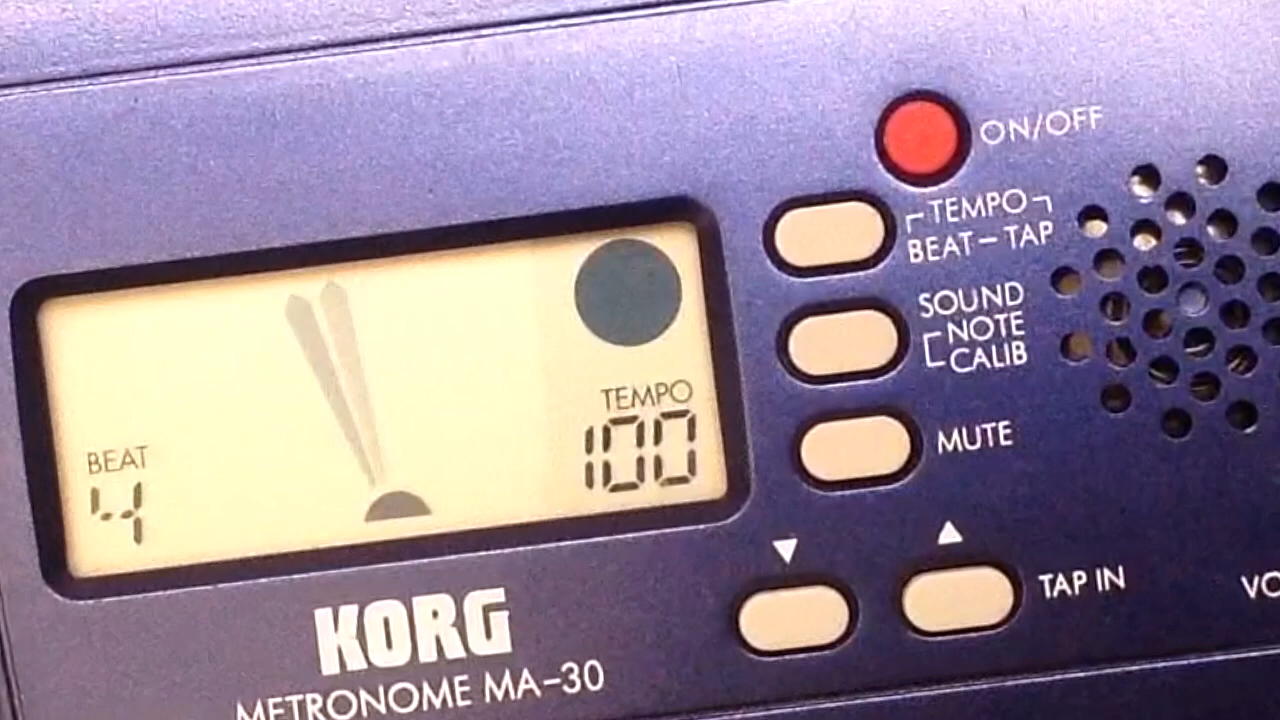 ON/OFF
TEMPO
BEAT – TAP
SOUND
NOTE
CALIB
TEMPO
100
MUTE
BEAT
4
TAP IN
KORG
METRONOME MA-30